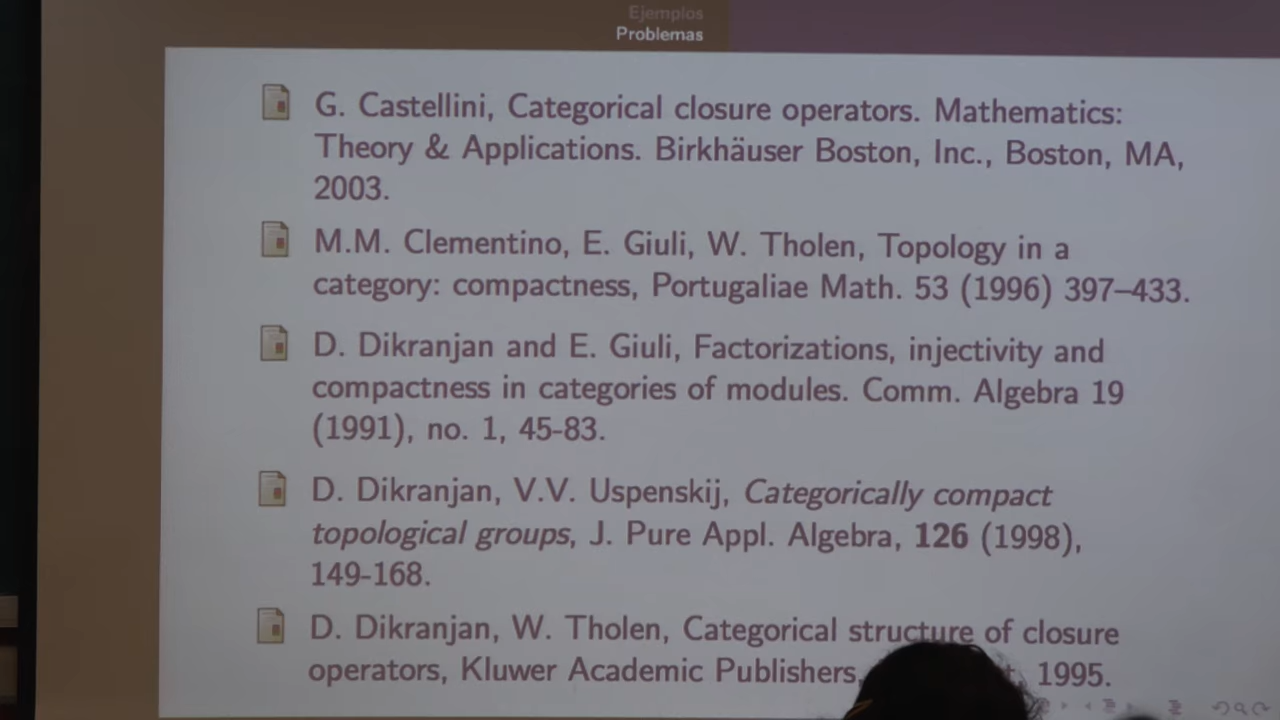 Ejemplos
Problemas
G. Castellini, Categorical closure operators. Mathematics:
Theory & Applications. Birkhäuser Boston, Inc., Boston, MA,
2003.
M.M. Clementino, E. Giuli, W. Tholen, Topology in a
category: compactness, Portugaliae Math. 53 (1996) 397–433.
D. Dikranjan and E. Giuli, Factorizations, injectivity and
compactness in categories of modules. Comm. Algebra 19
(1991), no. 1, 45-83.
D. Dikranjan, V.V. Uspenskij, Categorically compact
topological groups, J. Pure Appl. Algebra, 126 (1998),
149-168.
D. Dikranjan, W. Tholen, Categorical structure of closure
operators, Kluwer Academic Publishers, 1995.